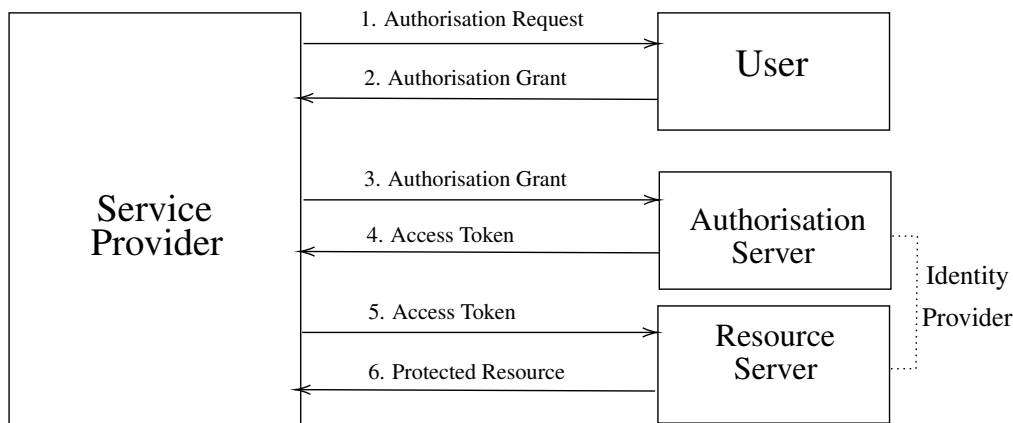 1. Authorisation Request
User
2. Authorisation Grant
3. Authorisation Grant
Service
Provider
Authorisation
Server
4. Access Token
Identity
Provider
5. Access Token
Resource
Server
6. Protected Resource